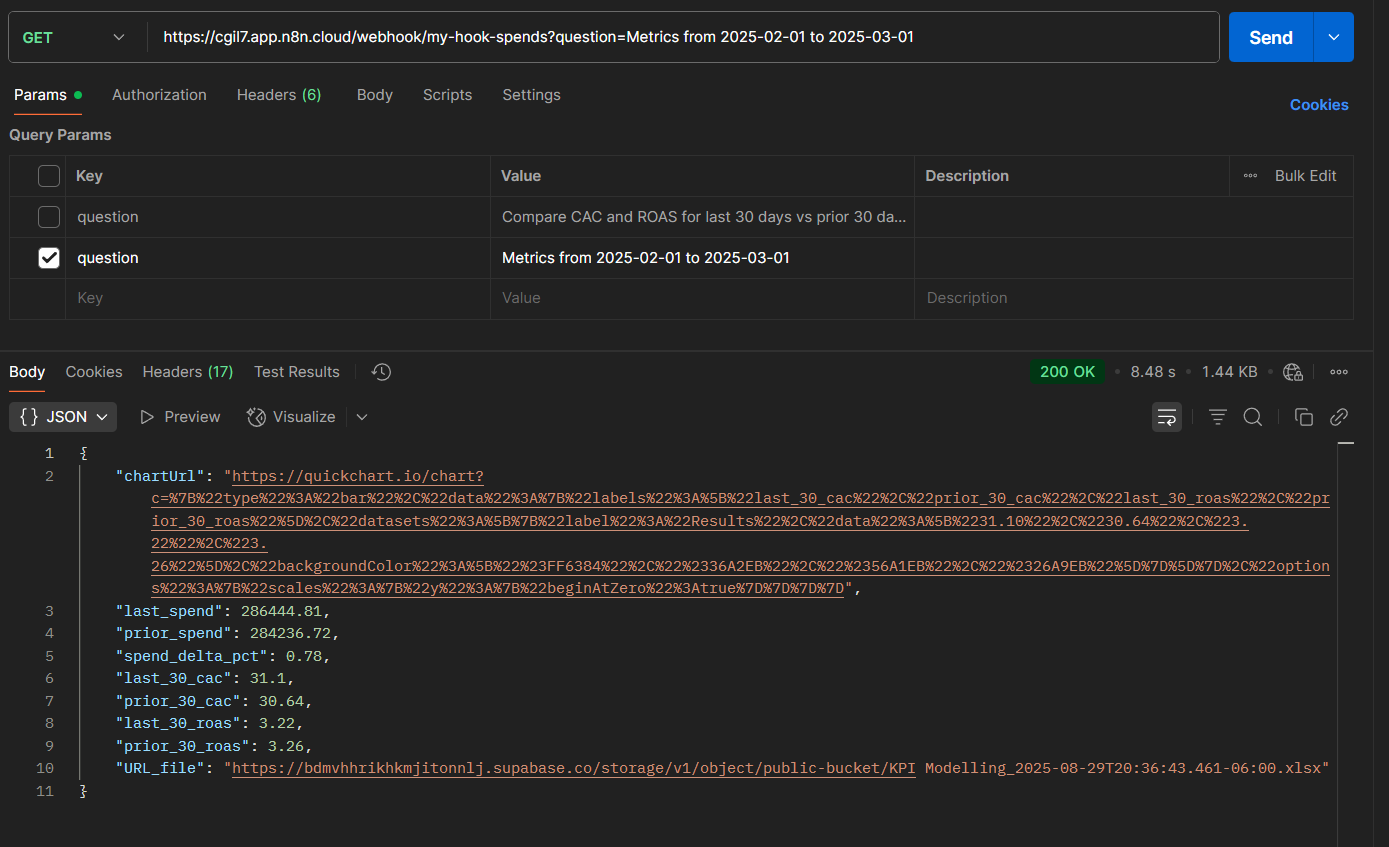 GET https://cgil7.app.n8n.cloud/webhook/my-hook-spends?question=Metrics from 2025-02-01 to 2025-03-01 Send
Params Authorization Headers (6) Body Scripts Settings Cookies
Query Params
Key Value Description Bulk Edit
question Compare CAC and ROAS for last 30 days vs prior 30 da...
question Metrics from 2025-02-01 to 2025-03-01
Key Value Description
Body Cookies Headers (17) Test Results 200 OK • 8.48 s • 1.44 KB •
{} JSON Preview Visualize
1 {
2 "chartUrl": "https://quickchart.io/chart?
c=%7B%22type%22%3A%22bar%22%2C%22data%22%3A%7B%22labels%22%3A%5B%22last_30_cac%22%2C%22prior_30_cac%22%2C%22last_30_roas%22%2C%22pr
ior_30_roas%22%5D%2C%22datasets%22%3A%5B%7B%22label%22%3A%22Results%22%2C%22data%22%3A%5B%2231.10%22%2C%2230.64%22%2C%223.
22%22%2C%223.
26%22%5D%2C%22backgroundColor%22%3A%5B%22%23FF6384%22%2C%22%2336A2EB%22%2C%22%2356A1EB%22%2C%22%2326A9EB%22%5D%7D%5D%7D%2C%22option
s%22%3A%7B%22scales%22%3A%7B%22y%22%3A%7B%22beginAtZero%22%3Atrue%7D%7D%7D%7D",
3 "last_spend": 286444.81,
4 "prior_spend": 284236.72,
5 "spend_delta_pct": 0.78,
6 "last_30_cac": 31.1,
7 "prior_30_cac": 30.64,
8 "last_30_roas": 3.22,
9 "prior_30_roas": 3.26,
10 "URL_file": "https://bdmvhhrikhkmjitonnlj.supabase.co/storage/v1/object/public-bucket/KPI Modelling_2025-08-29T20:36:43.461-06:00.xlsx"
11 }